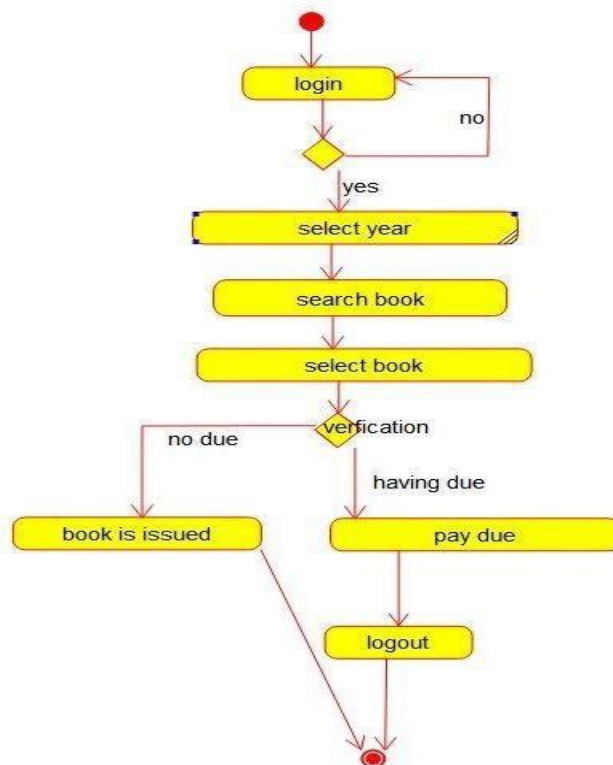 login
no
yes
select year
search book
select book
verfication
no due
having due
book is issued
pay due
logout